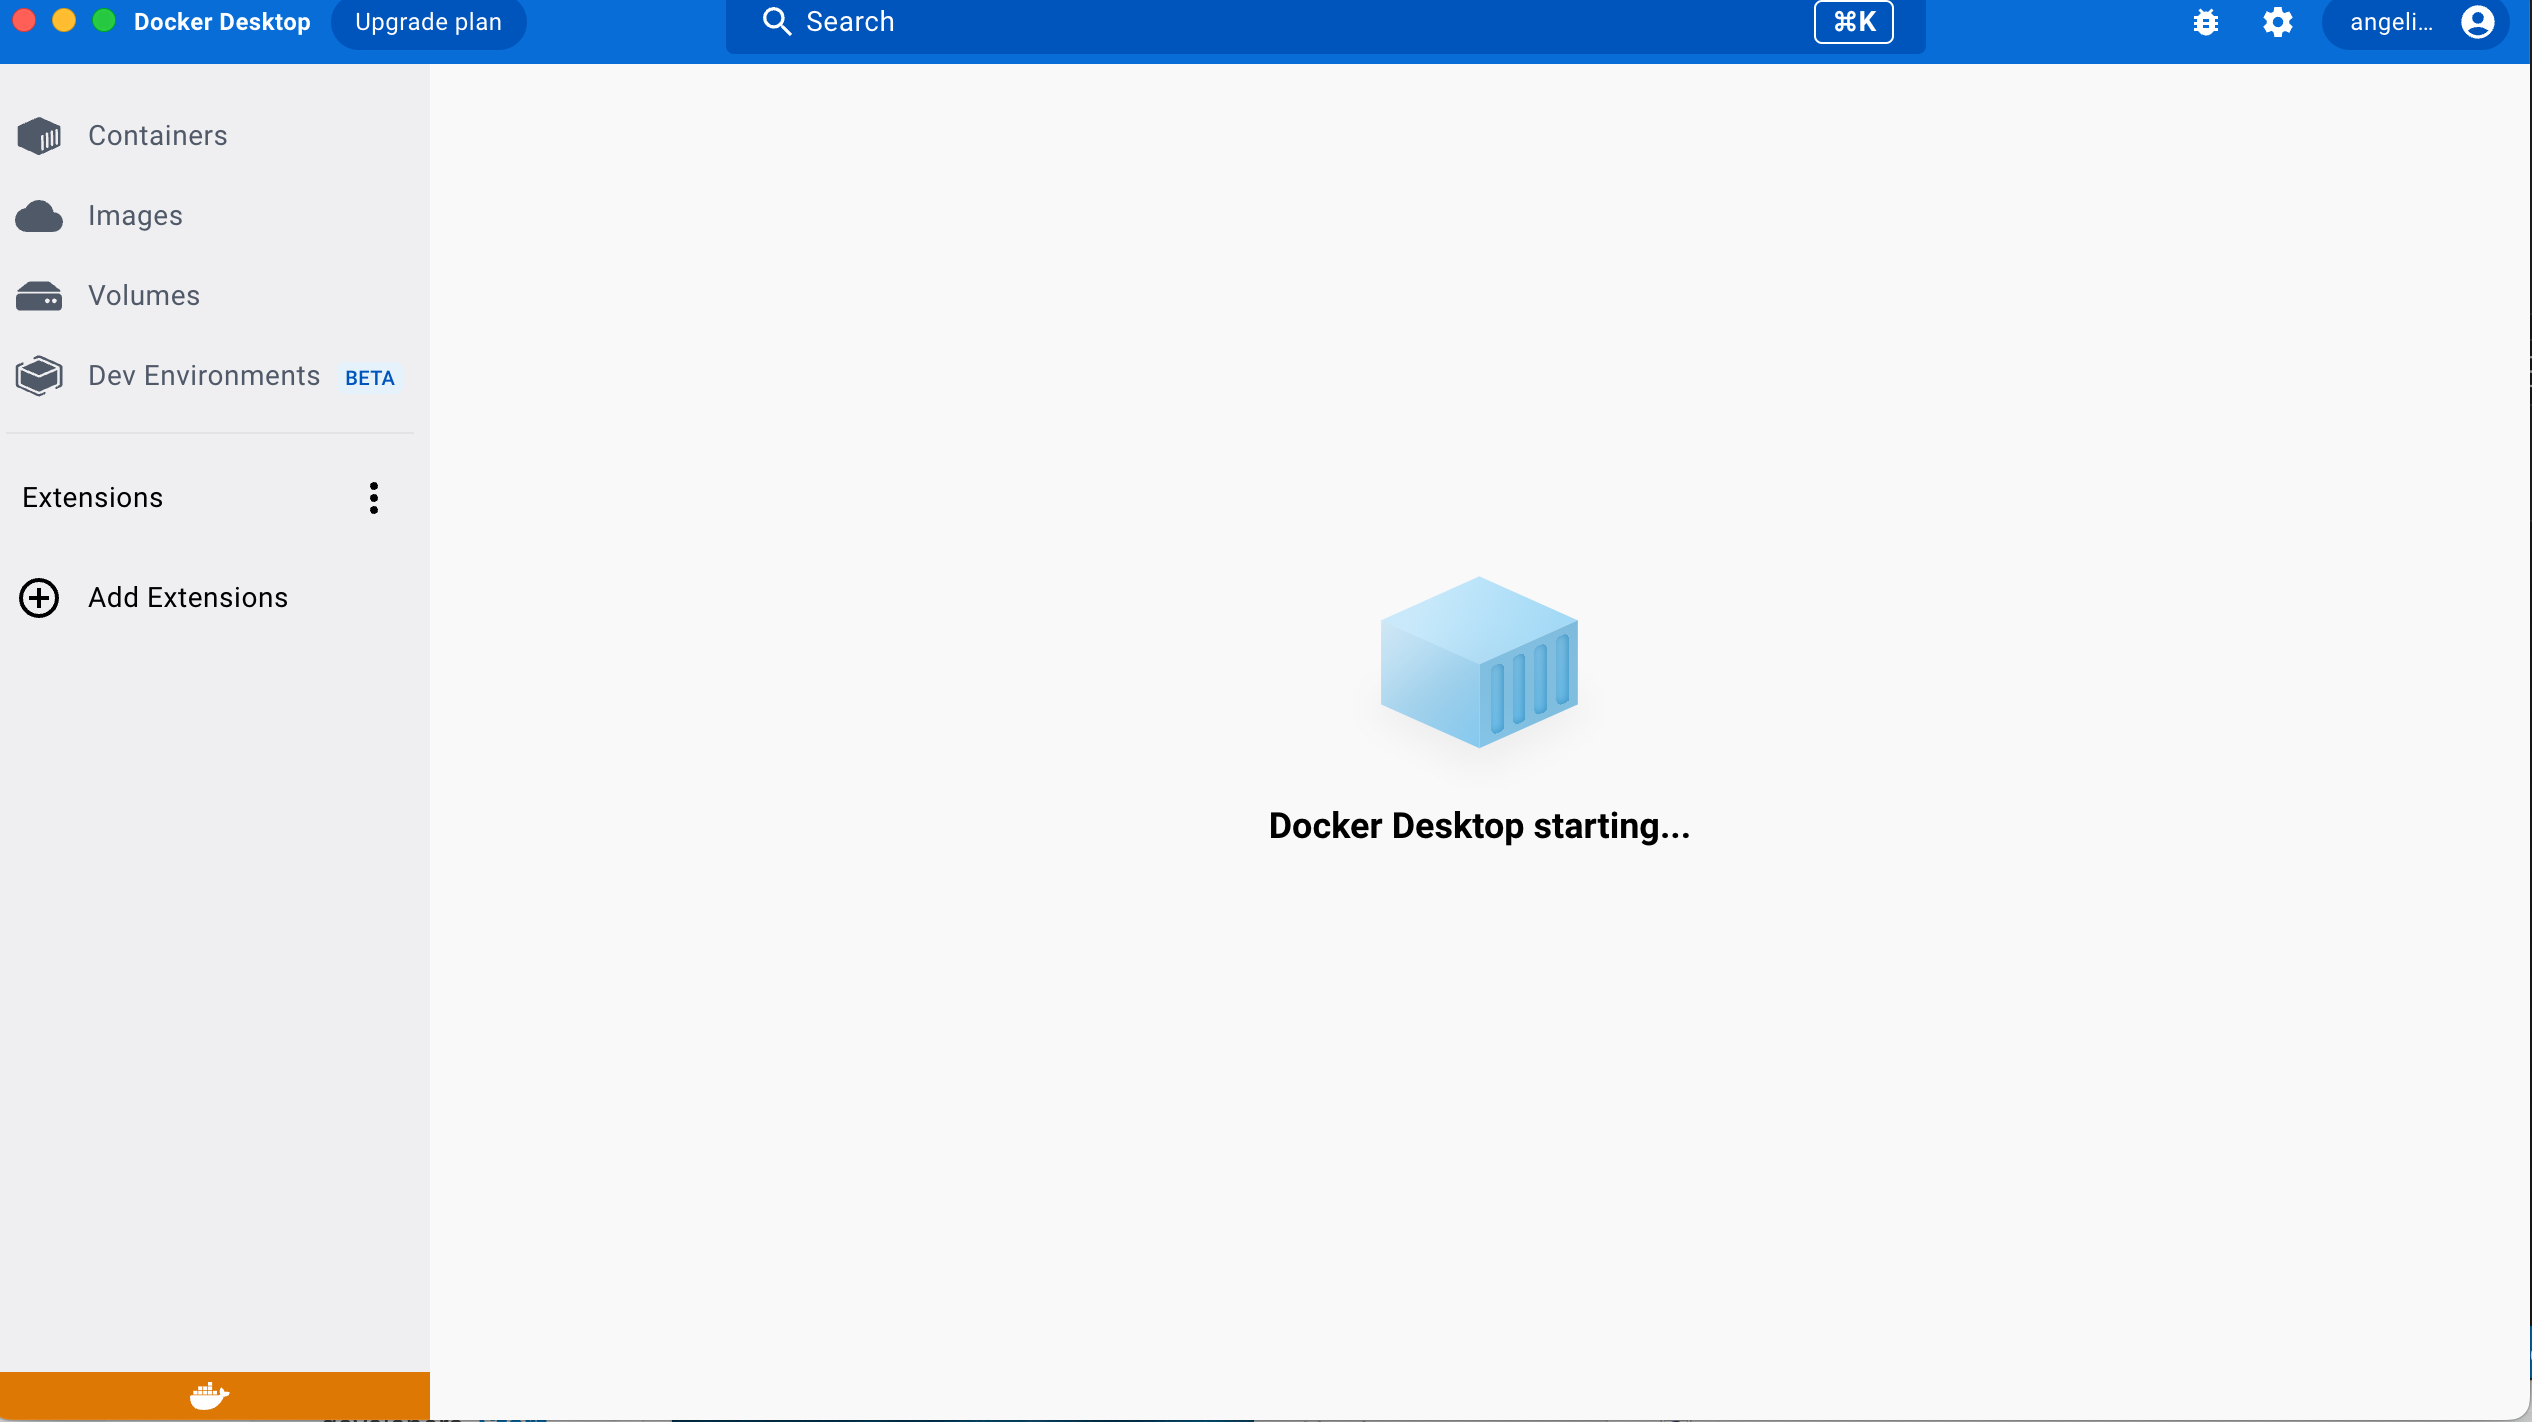 Docker Desktop
Upgrade plan
Search
⌘K
angeli...
Containers
Images
Volumes
Dev Environments BETA
Extensions
Add Extensions
Docker Desktop starting...